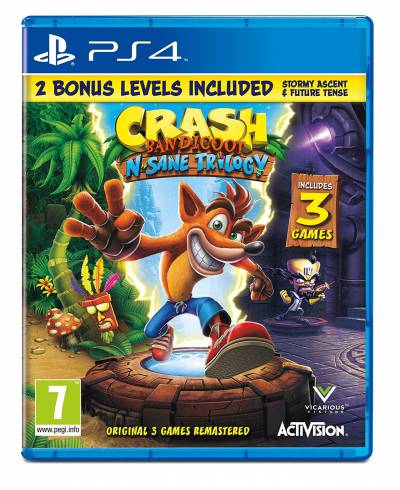 PS4
2 BONUS LEVELS INCLUDED
STORMY ASCENT
& FUTURE TENSE
CRASH
BANDICOOT
N. SANE TRILOGY
INCLUDES
3
GAMES
7
www.pegi.info
ORIGINAL 3 GAMES REMASTERED
VICARIOUS
VISIONS
ACTIVISION